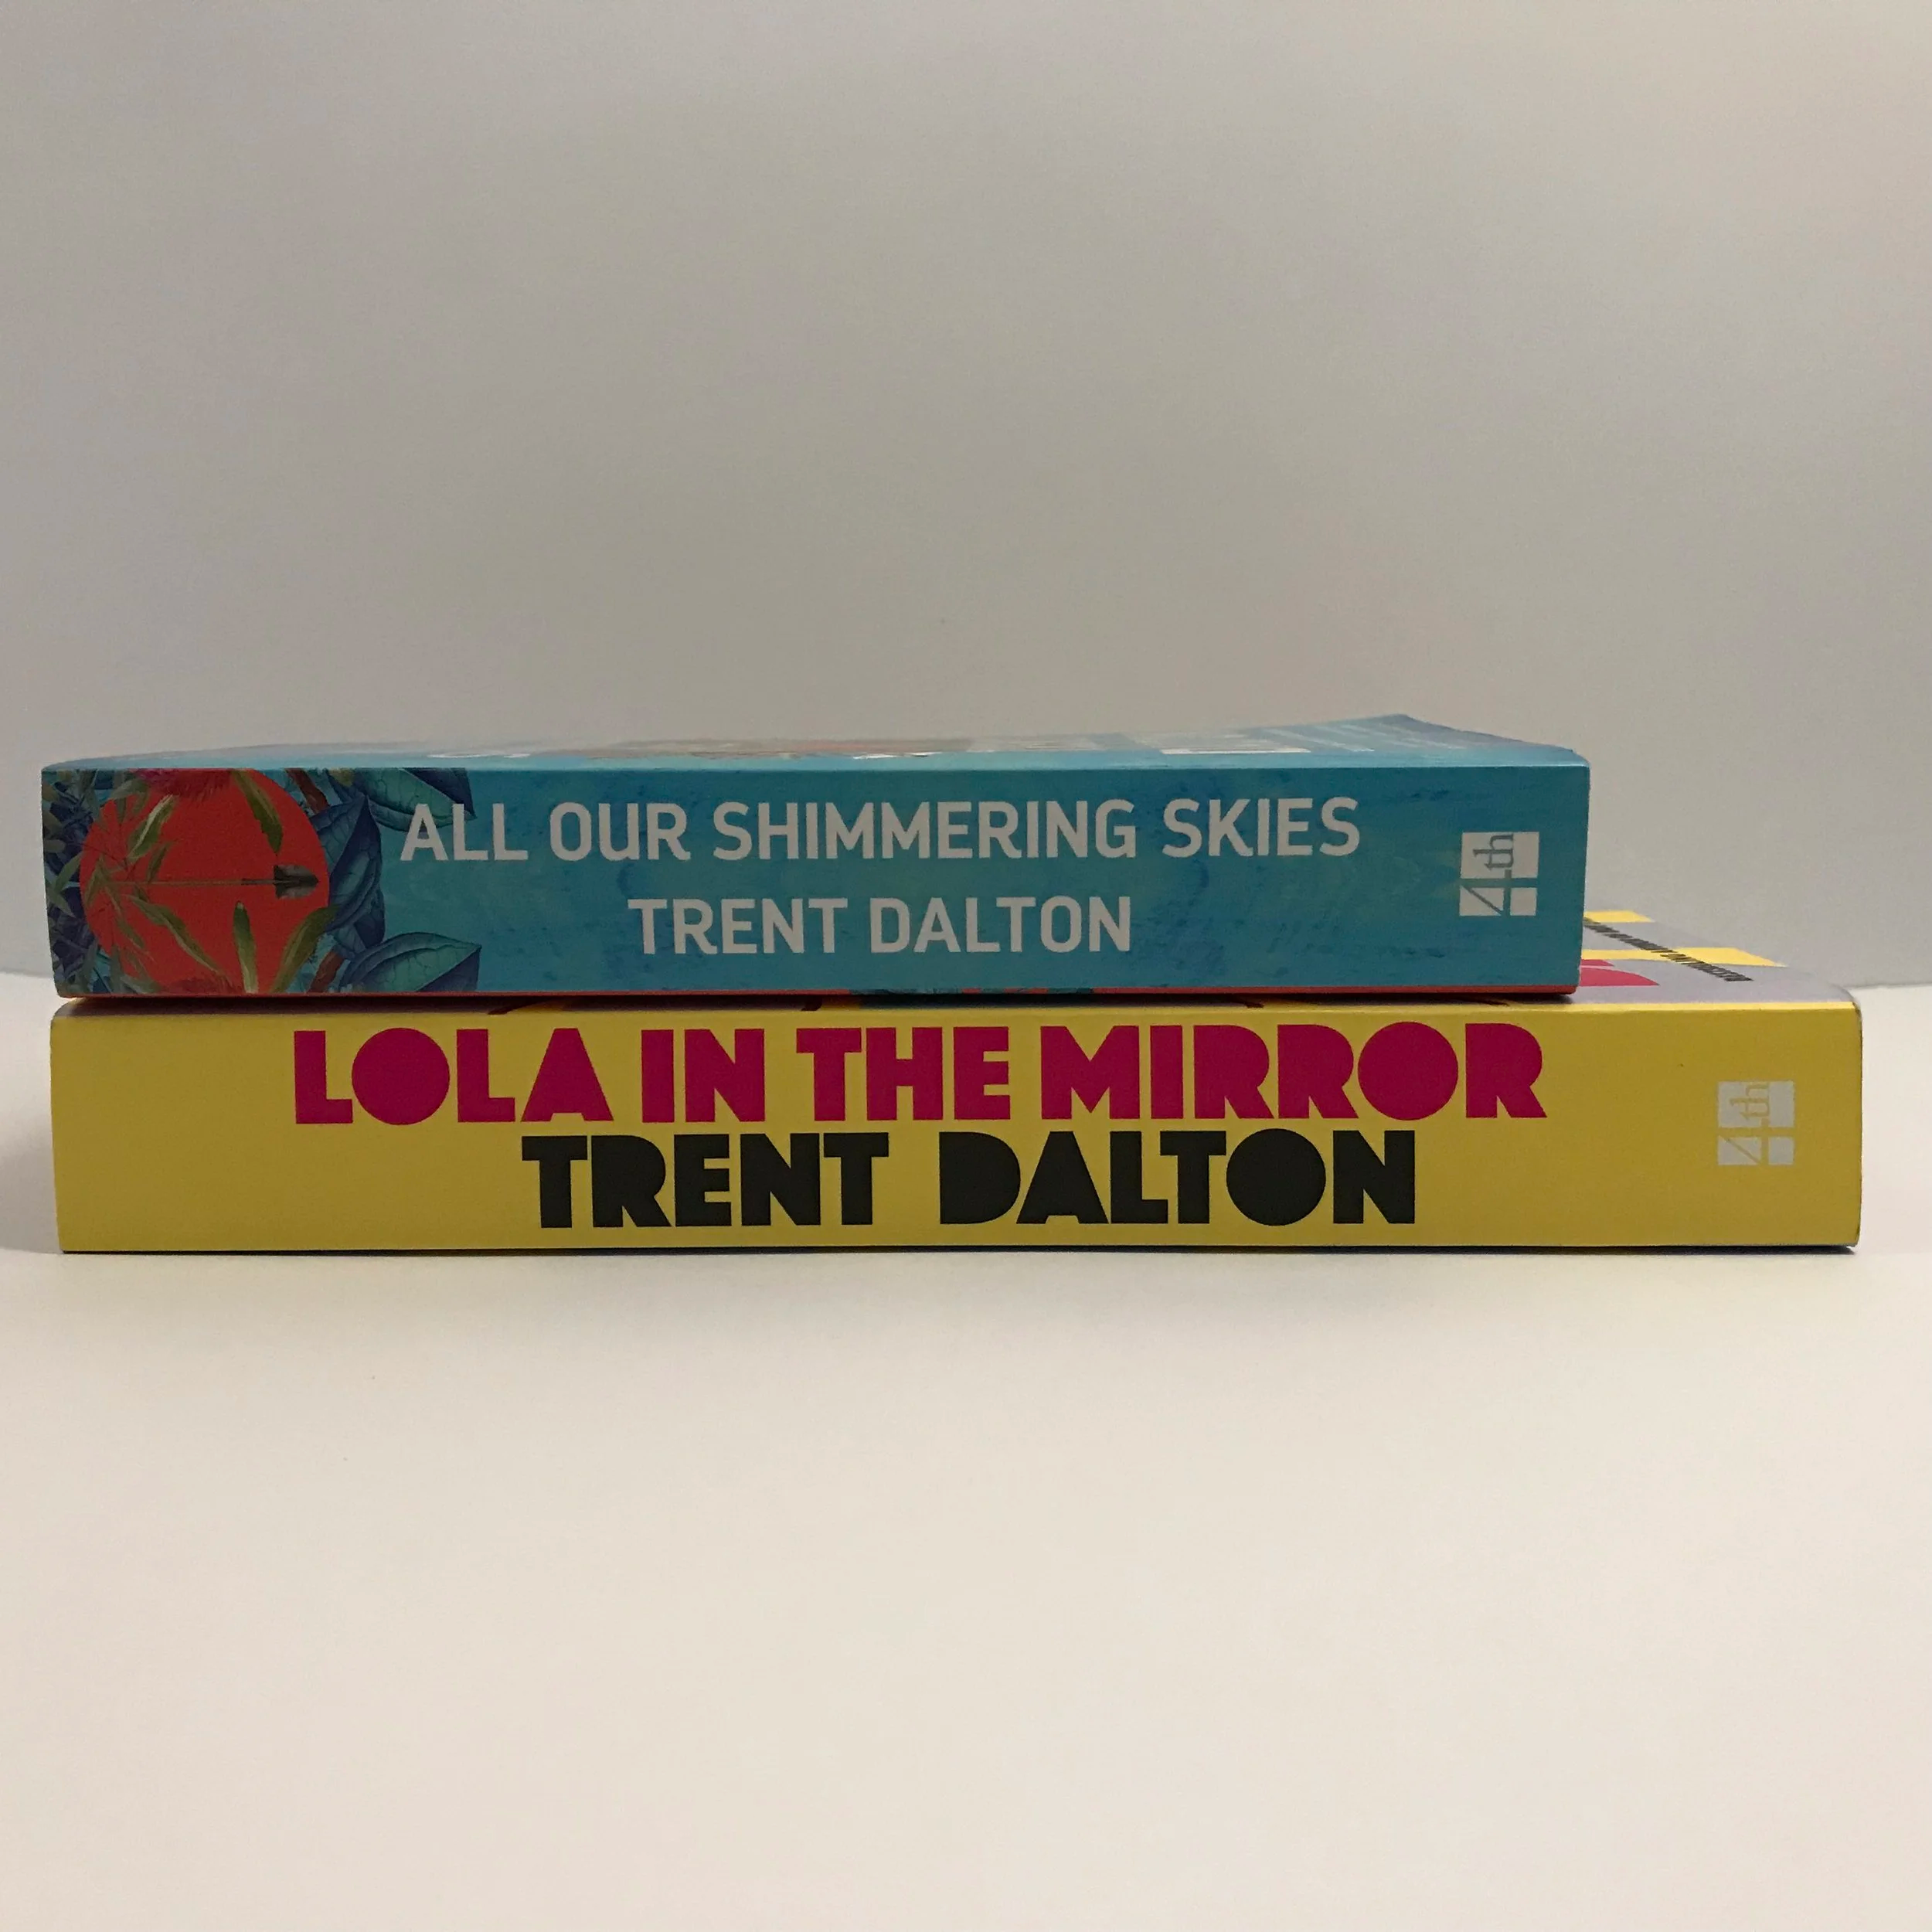 ALL OUR SHIMMERING SKIES
TRENT DALTON
4th
LOLA IN THE MIRROR
TRENT DALTON
4th